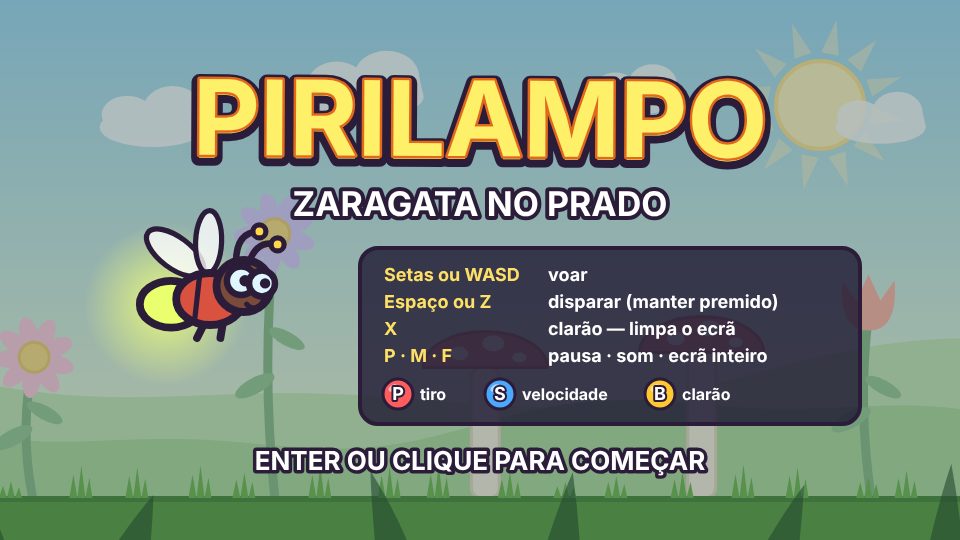 PIRILAMPO
ZARAGATA NO PRADO
Setas ou WASD voar
Espaço ou Z disparar (manter premido)
X clarão — limpa o ecrã
P · M · F pausa · som · ecrã inteiro
P tiro S velocidade B clarão
ENTER OU CLIQUE PARA COMEÇAR